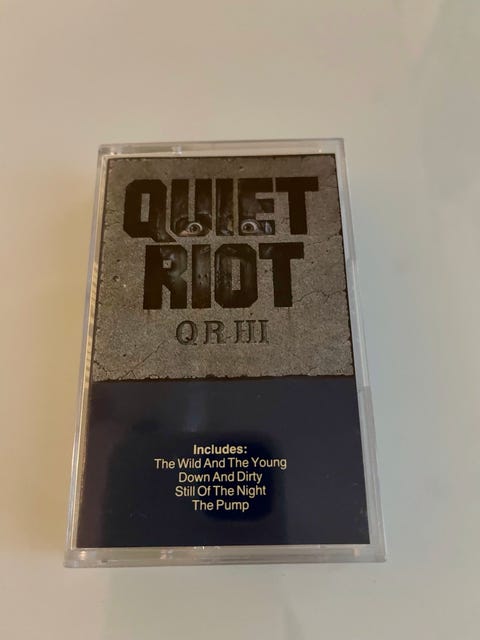 QUIET
RIOT
QR III
Includes:
The Wild And The Young
Down And Dirty
Still Of The Night
The Pump